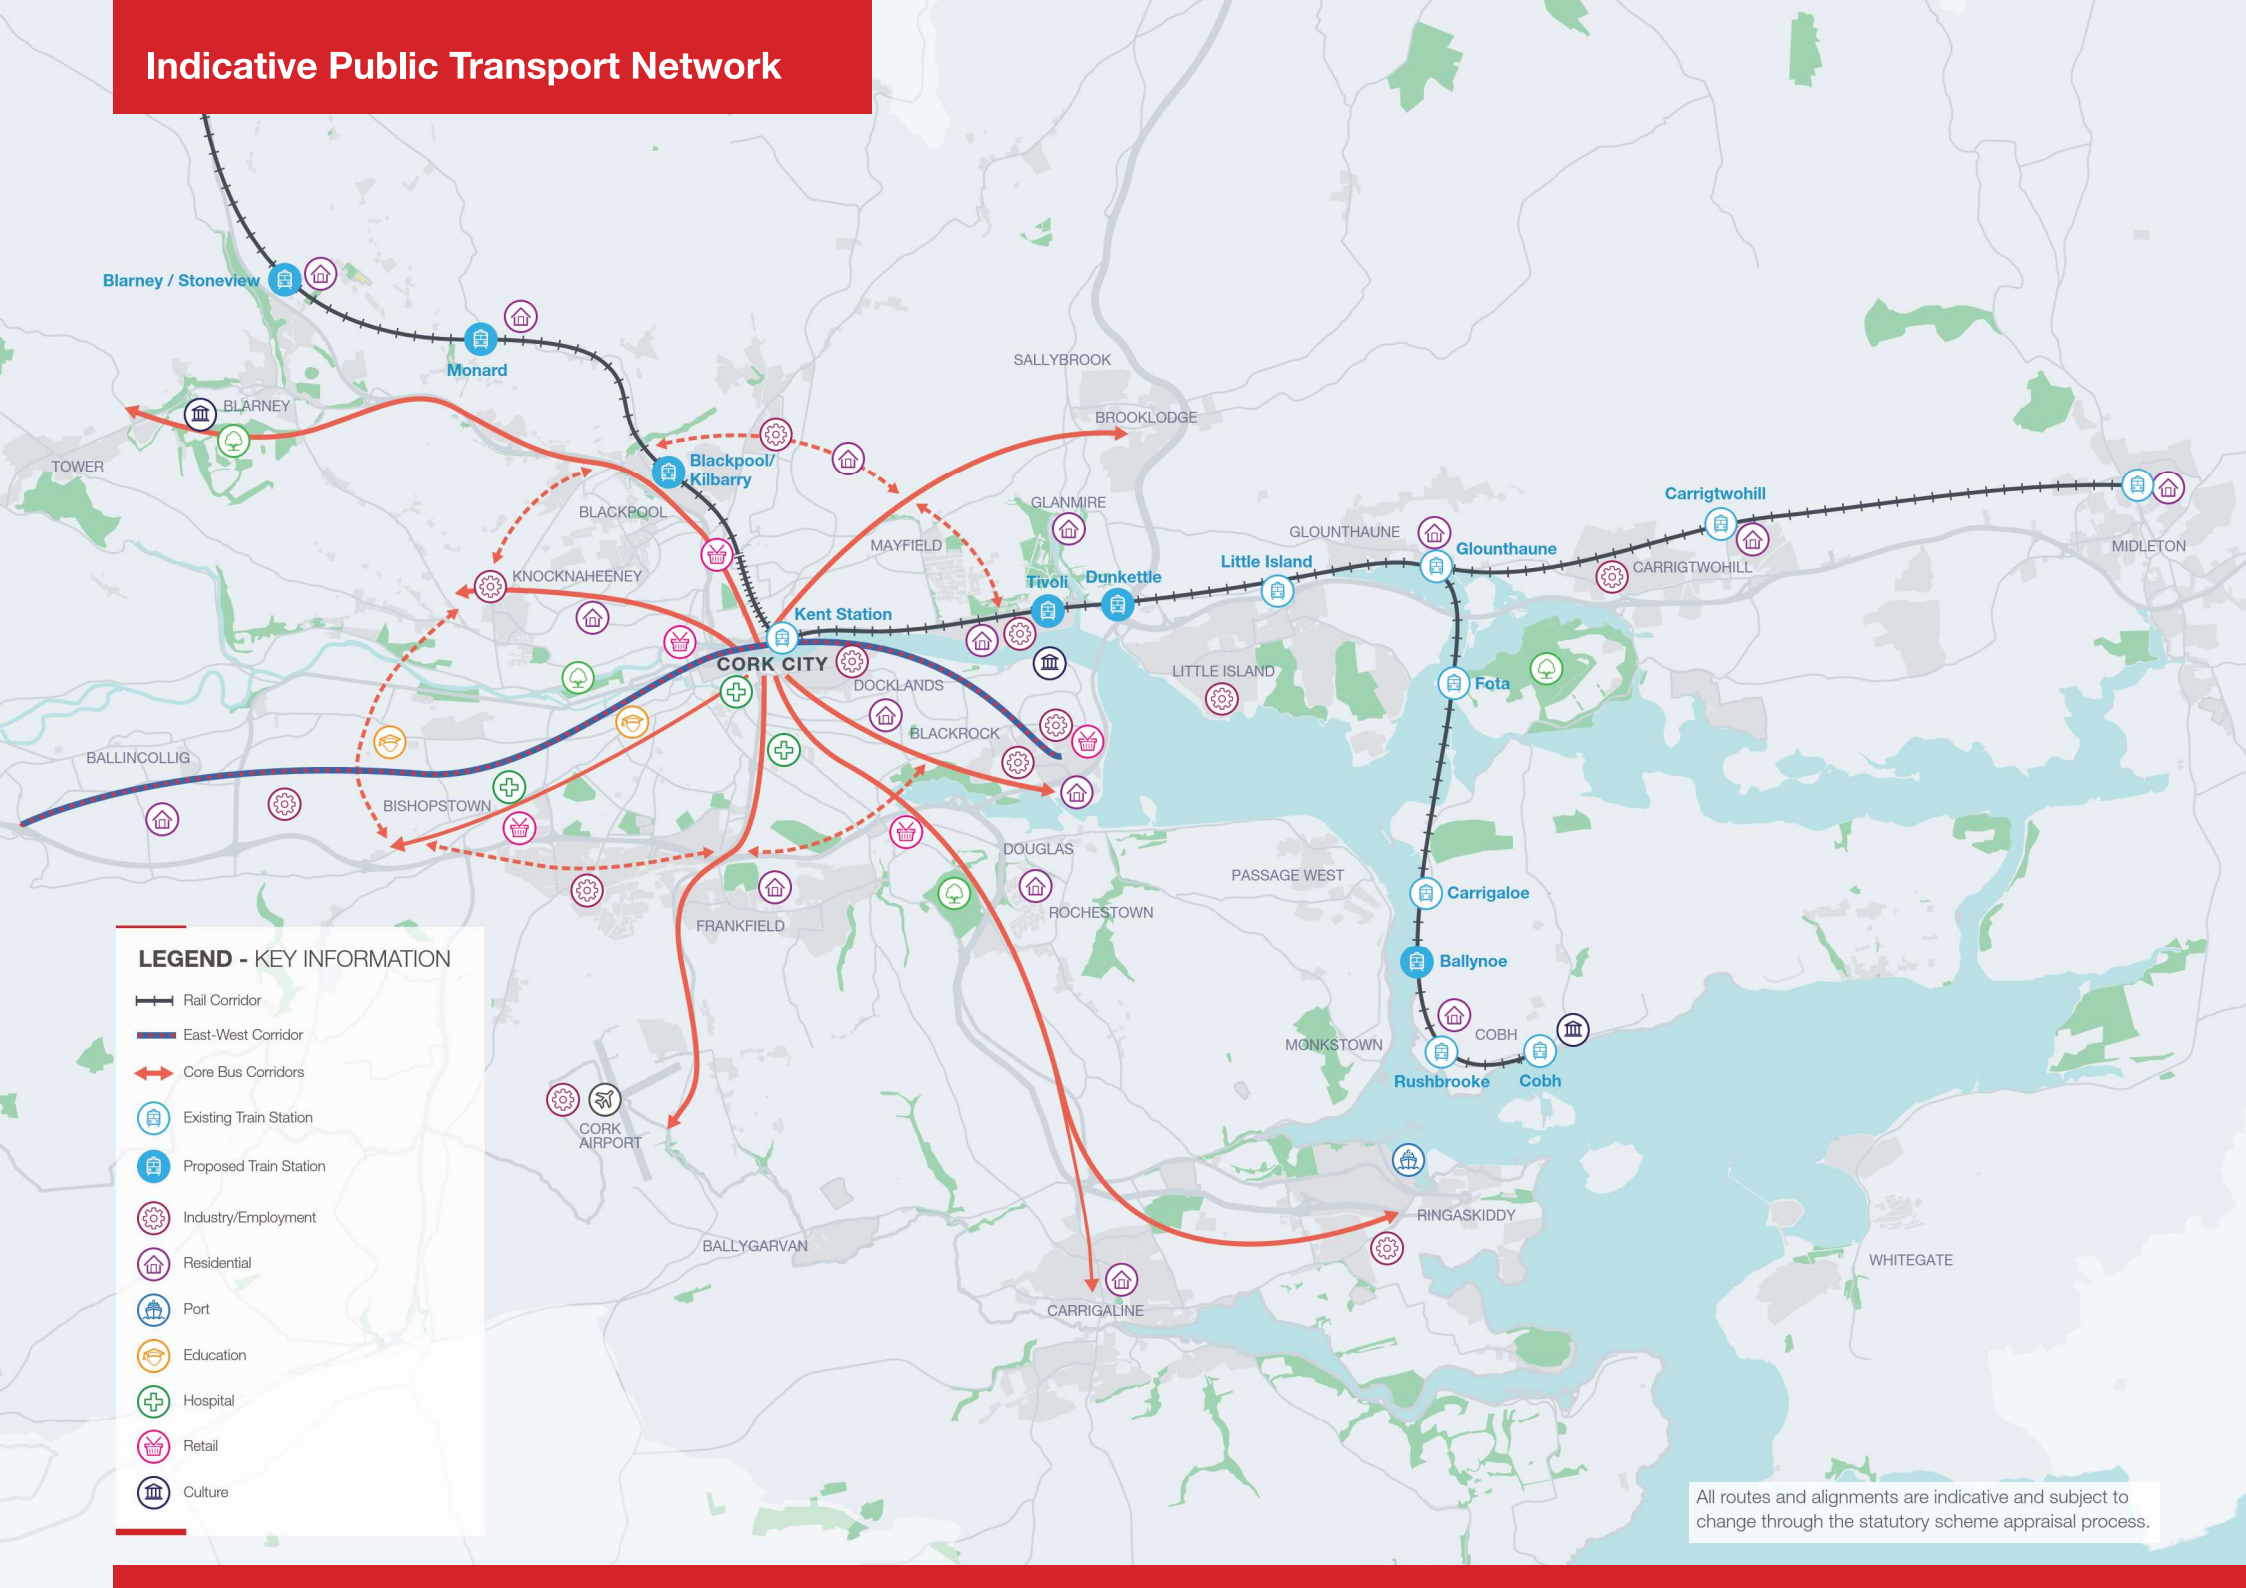 Indicative Public Transport Network
Blarney / Stoneview
Monard
SALLYBROOK
BLARNEY
BROOKLODGE
TOWER
Blackpool/
Kilbarry
BLACKPOOL
GLANMIRE
Carrigtwohill
MAYFIELD
GLOUNTHAUNE
Glounthaune
MIDLETON
KNOCKNAHEENEY
Little Island
CARRIGTWOHILL
Tivoli
Dunkettle
Kent Station
CORK CITY
DOCKLANDS
LITTLE ISLAND
Fota
BLACKROCK
BALLINCOLLIG
BISHOPSTOWN
DOUGLAS
PASSAGE WEST
Carrigaloe
ROCHESTOWN
FRANKFIELD
Ballynoe
COBH
MONKSTOWN
Rushbrooke
Cobh
CORK
AIRPORT
RINGASKIDDY
BALLYGARVAN
WHITEGATE
CARRIGALINE
LEGEND - KEY INFORMATION
Rail Corridor
East-West Corridor
Core Bus Corridors
Existing Train Station
Proposed Train Station
Industry/Employment
Residential
Port
Education
Hospital
Retail
Culture
All routes and alignments are indicative and subject to
change through the statutory scheme appraisal process.